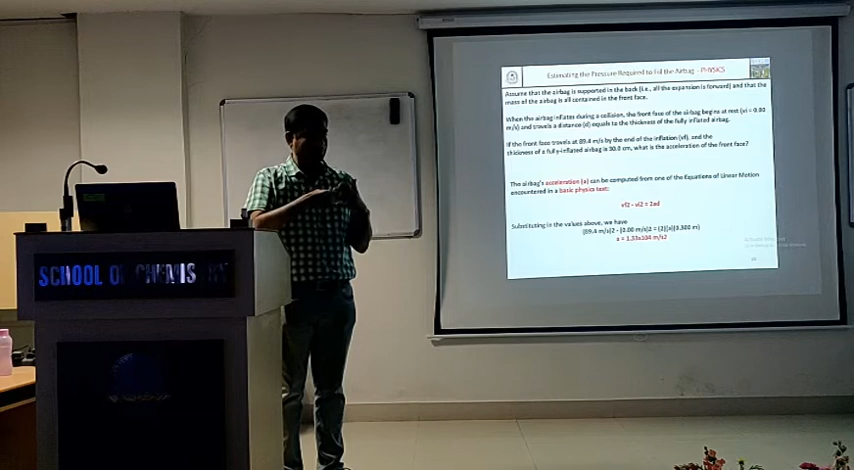 Estimating the Pressure Required to Fill the Airbag - PHYSICS
Assume that the airbag is supported in the back (i.e., all the expansion is forward) and that the
mass of the airbag is all contained in the front face.
When the airbag inflates during a collision, the front face of the airbag begins at rest (vi = 0.00
m/s) and travels a distance (d) equals to the thickness of the fully inflated airbag.
If the front face travels at 89.4 m/s by the end of the inflation (vf), and the
thickness of a fully-inflated airbag is 30.0 cm, what is the acceleration of the front face?
The airbag's acceleration (a) can be computed from one of the Equations of Linear Motion
encountered in a basic physics text:
vf2 - vi2 = 2ad
Substituting in the values above, we have
(89.4 m/s)2 - (0.00 m/s)2 = (2)(a)(0.300 m)
a = 1.33x104 m/s2
SCHOOL OF CHEMISTRY